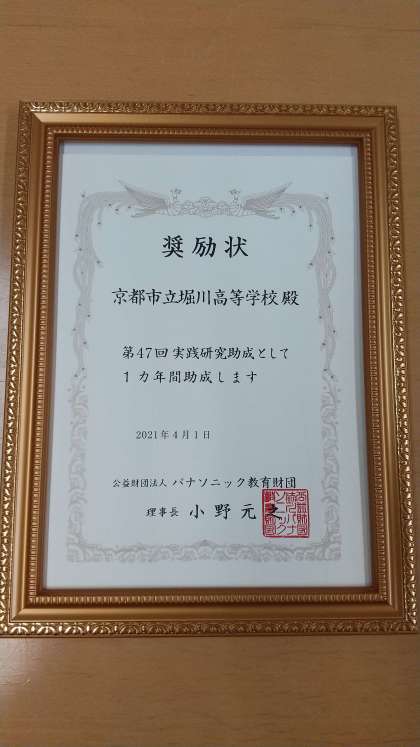 奨励状
京都市立堀川高等学校 殿
第47回 実践研究助成として
1カ年間助成します
2021年4月1日
公益財団法人 パナソニック教育財団
理事長 小野元之